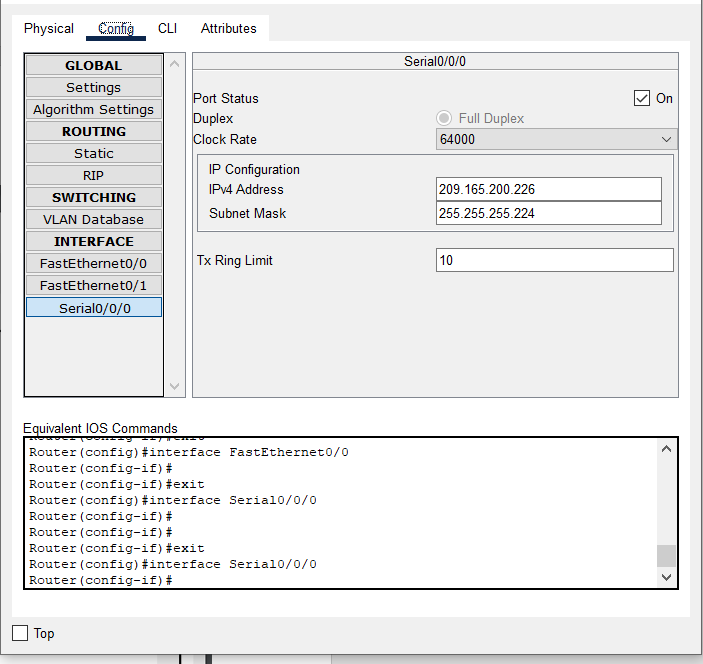 Physical Config CLI Attributes
GLOBAL
Settings
Algorithm Settings
ROUTING
Static
RIP
SWITCHING
VLAN Database
INTERFACE
FastEthernet0/0
FastEthernet0/1
Serial0/0/0
Serial0/0/0
Port Status On
Duplex Full Duplex
Clock Rate 64000
IP Configuration
IPv4 Address 209.165.200.226
Subnet Mask 255.255.255.224
Tx Ring Limit 10
Equivalent IOS Commands
Router(config-if)#exit
Router(config)#interface FastEthernet0/0
Router(config-if)#
Router(config-if)#exit
Router(config)#interface Serial0/0/0
Router(config-if)#
Router(config-if)#
Router(config-if)#exit
Router(config)#interface Serial0/0/0
Router(config-if)#
Top